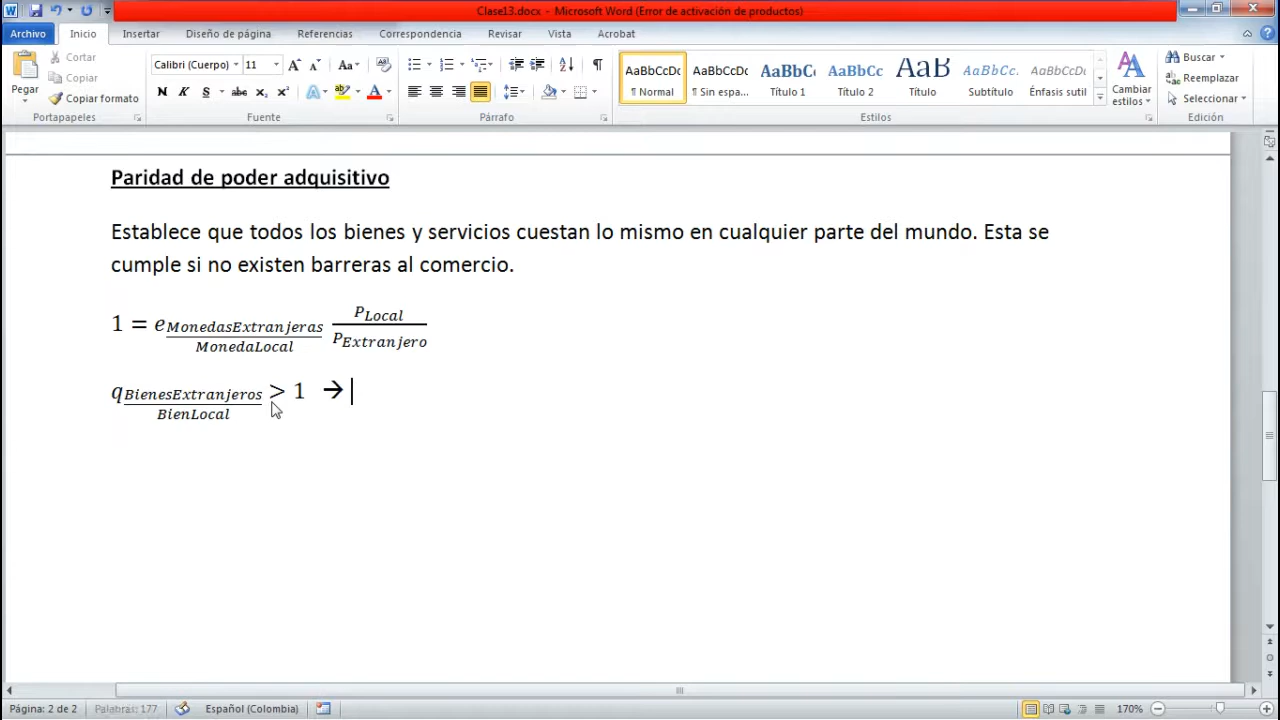 Clase13.docx - Microsoft Word (Error de activación de productos)
Archivo Inicio Insertar Diseño de página Referencias Correspondencia Revisar Vista Acrobat
Pegar
Cortar
Copiar
Copiar formato
Portapapeles
Calibri (Cuerpo) 11
Fuente
Párrafo
AaBbCcDc AaBbCcDc AaBbC AaBbCc AaB AaBbCc. AaBbCcDc
¶ Normal ¶ Sin espa... Título 1 Título 2 Título Subtítulo Énfasis sutil
Estilos
Cambiar
estilos
Buscar
Reemplazar
Seleccionar
Edición
Paridad de poder adquisitivo
Establece que todos los bienes y servicios cuestan lo mismo en cualquier parte del mundo. Esta se
cumple si no existen barreras al comercio.
1 = e MonedasExtranjeras/MonedaLocal P Local/P Extranjero
q BienesExtranjeros/BienLocal > 1 →
Página: 2 de 2 Palabras: 177 Español (Colombia) 170%